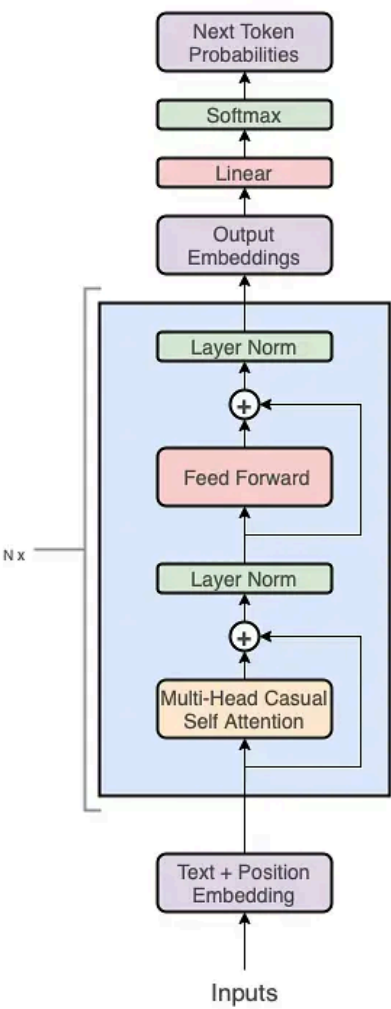 Next Token
Probabilities
Softmax
Linear
Output
Embeddings
Layer Norm
+
Feed Forward
N x
Layer Norm
+
Multi-Head Casual
Self Attention
Text + Position
Embedding
Inputs